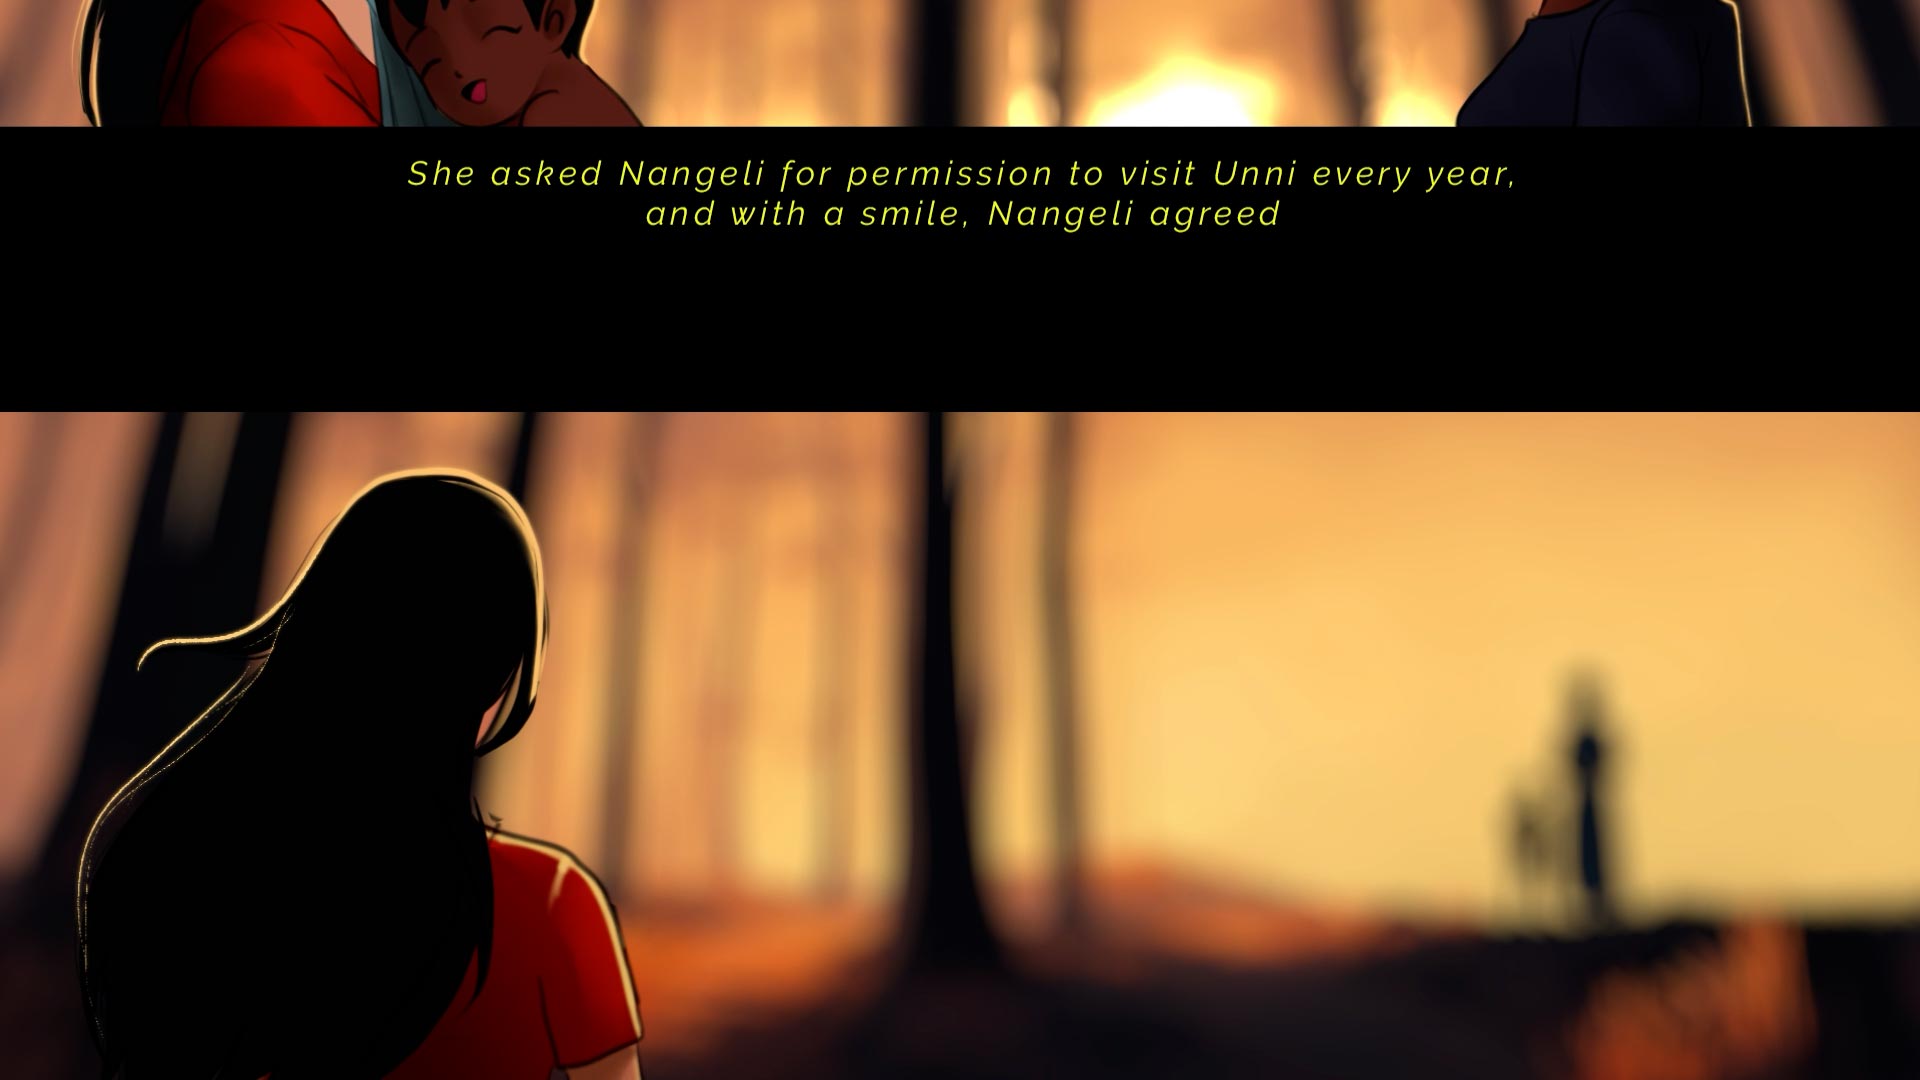 She asked Nangeli for permission to visit Unni every year,
and with a smile, Nangeli agreed